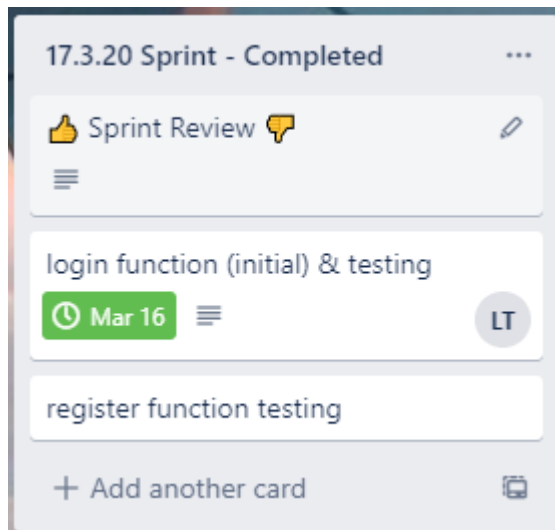 17.3.20 Sprint - Completed
👍 Sprint Review 👎
login function (initial) & testing
Mar 16
LT
register function testing
+ Add another card